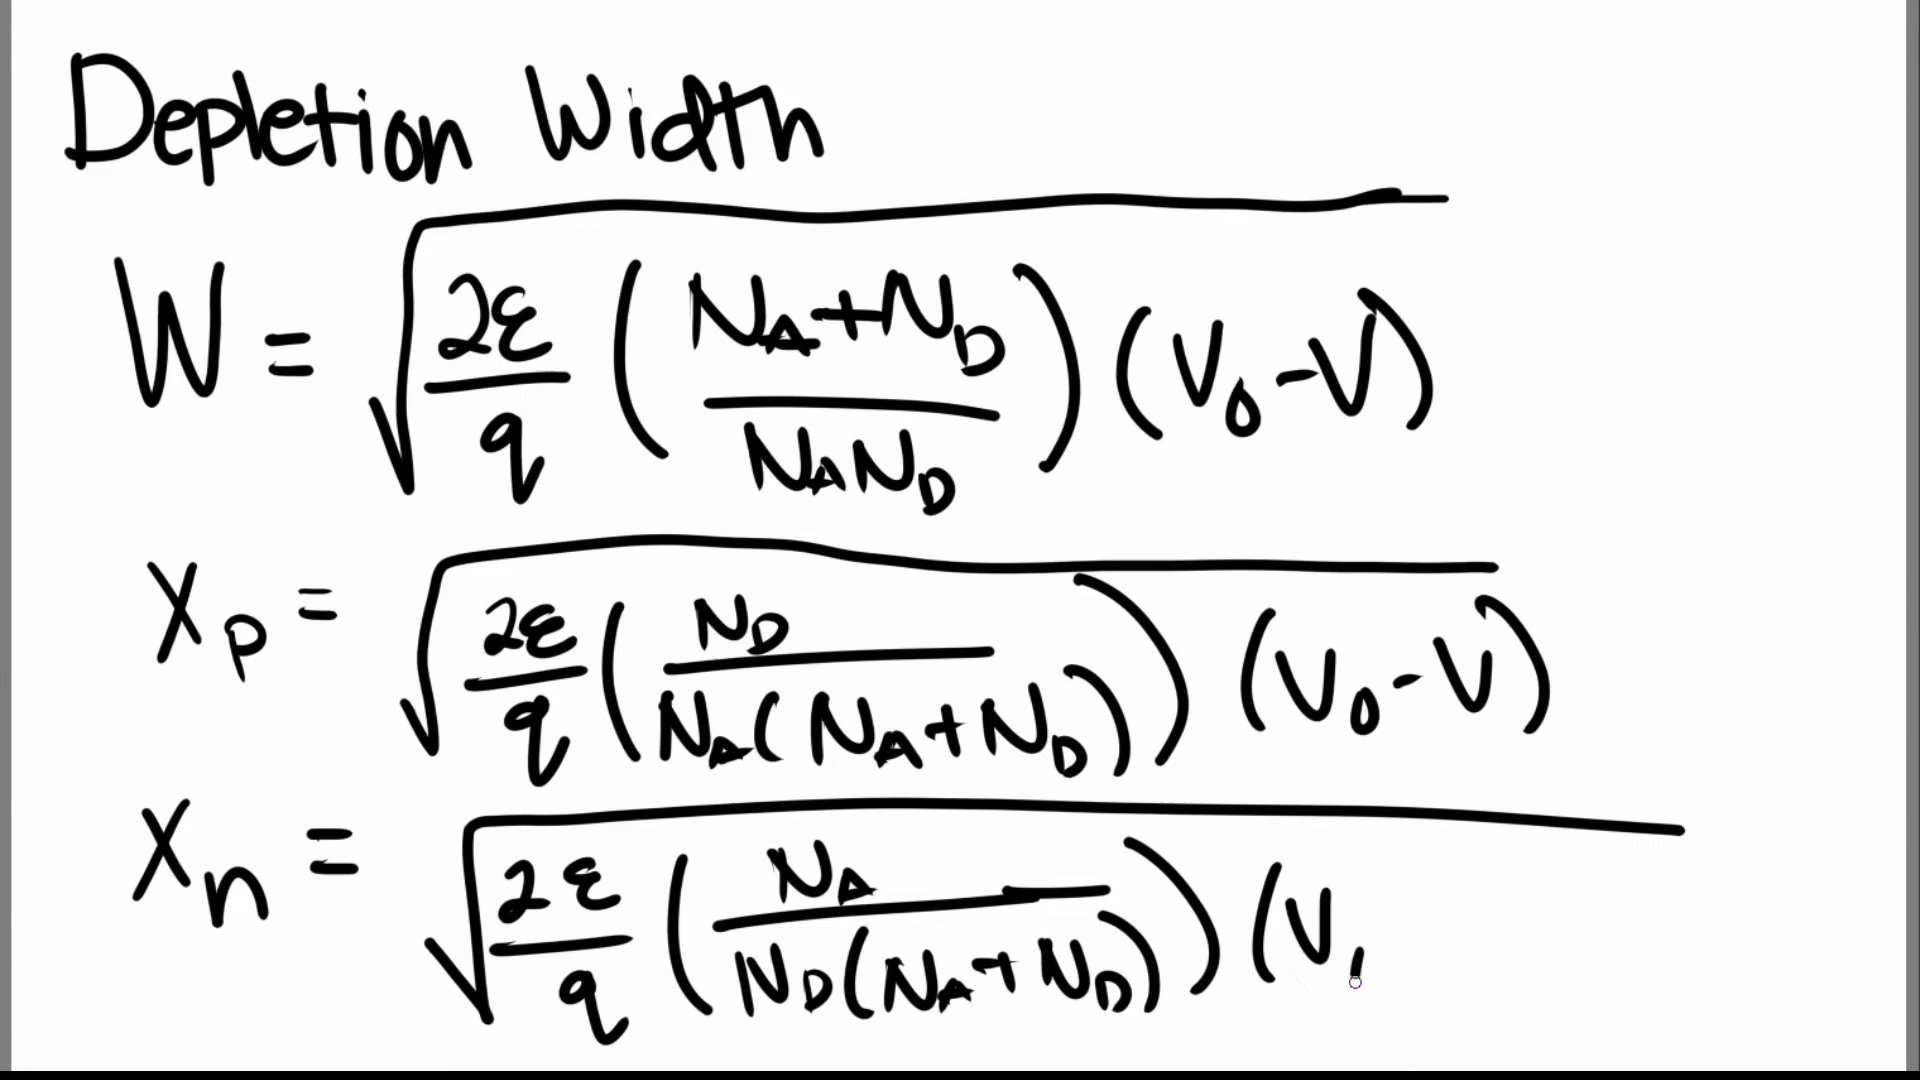 Depletion Width
W = √(2ε/q ((N_A+N_D)/(N_A N_D)) (V_0-V))
X_p = √(2ε/q (N_D/(N_A(N_A+N_D))) (V_0-V))
X_n = √(2ε/q (N_A/(N_D(N_A+N_D))) (V